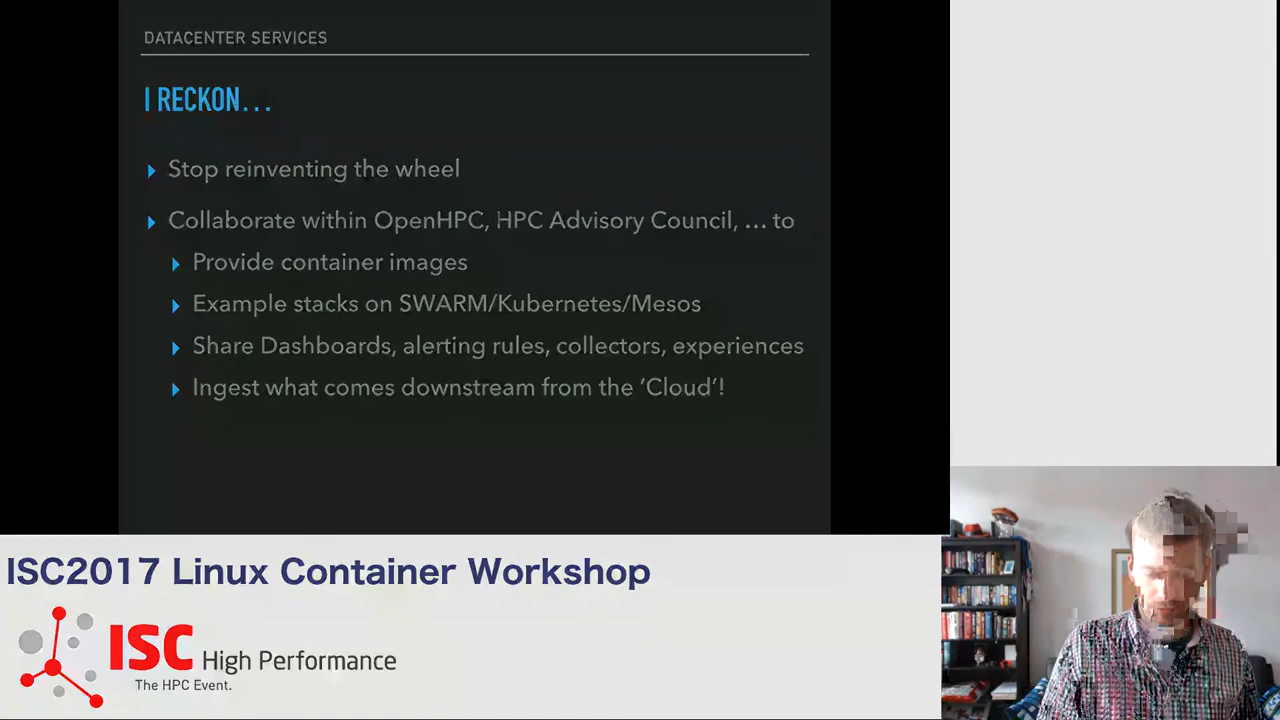 DATACENTER SERVICES
I RECKON...
Stop reinventing the wheel
Collaborate within OpenHPC, HPC Advisory Council, ... to
Provide container images
Example stacks on SWARM/Kubernetes/Mesos
Share Dashboards, alerting rules, collectors, experiences
Ingest what comes downstream from the ’Cloud’!
ISC2017 Linux Container Workshop
ISC High Performance
The HPC Event.